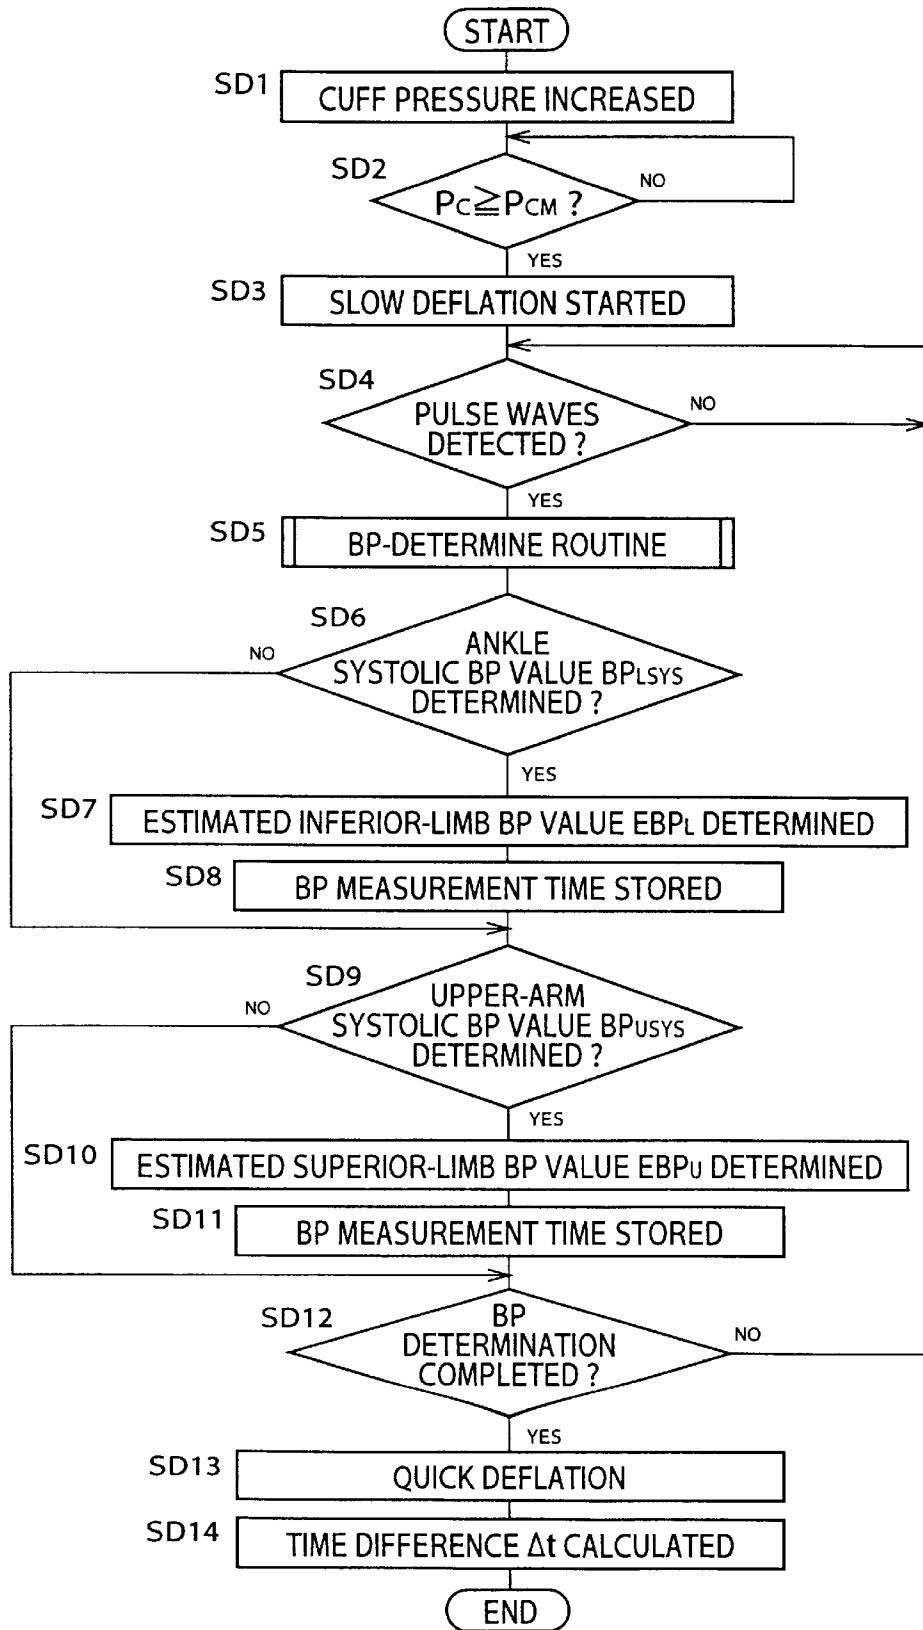 START
SD1
CUFF PRESSURE INCREASED
SD2
PC≧PCM ?
NO
YES
SD3
SLOW DEFLATION STARTED
SD4
PULSE WAVES
DETECTED ?
NO
YES
SD5
BP-DETERMINE ROUTINE
SD6
NO
ANKLE
SYSTOLIC BP VALUE BPLSYS
DETERMINED ?
YES
SD7
ESTIMATED INFERIOR-LIMB BP VALUE EBPL DETERMINED
SD8
BP MEASUREMENT TIME STORED
SD9
NO
UPPER-ARM
SYSTOLIC BP VALUE BPUSYS
DETERMINED ?
YES
SD10
ESTIMATED SUPERIOR-LIMB BP VALUE EBPU DETERMINED
SD11
BP MEASUREMENT TIME STORED
SD12
BP
DETERMINATION
COMPLETED ?
NO
YES
SD13
QUICK DEFLATION
SD14
TIME DIFFERENCE Δt CALCULATED
END